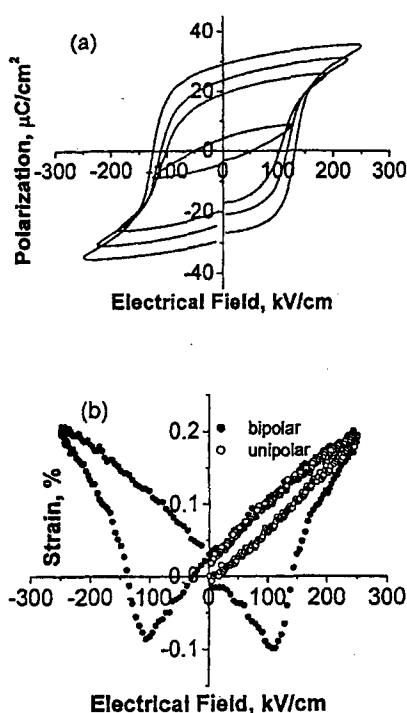 (a)
40
20
0
-300 -200 -100 0 100 200 300
-20
-40
Polarization, μC/cm²
Electrical Field, kV/cm
(b)
bipolar
unipolar
0.2
0.1
0.0
-0.1
-300 -200 -100 0 100 200 300
Strain, %
Electrical Field, kV/cm